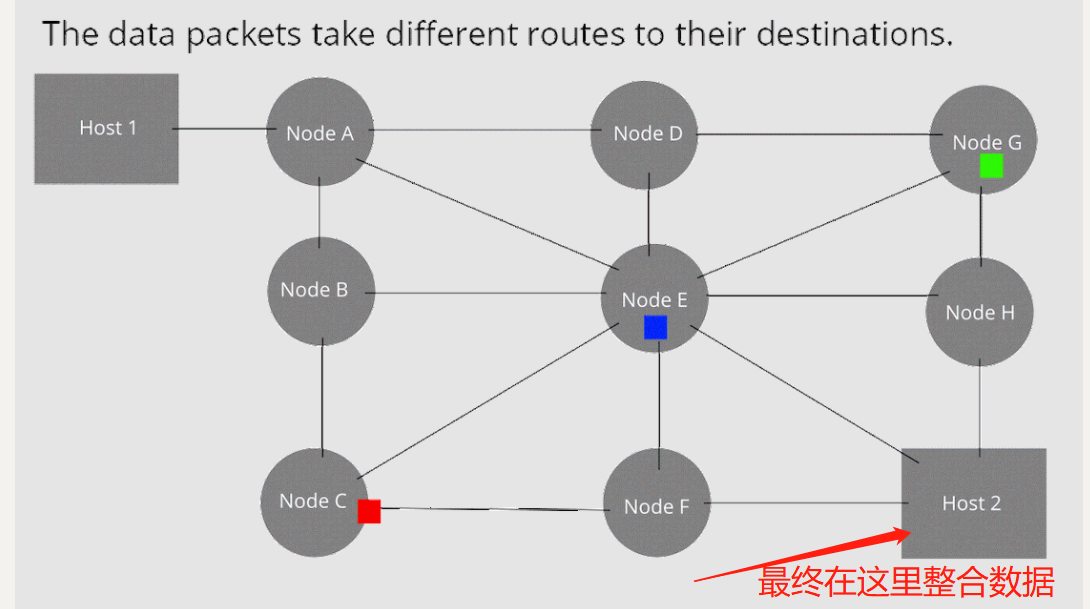 The data packets take different routes to their destinations.
Host 1
Node A
Node D
Node G
Node B
Node E
Node H
Node C
Node F
Host 2
最终在这里整合数据